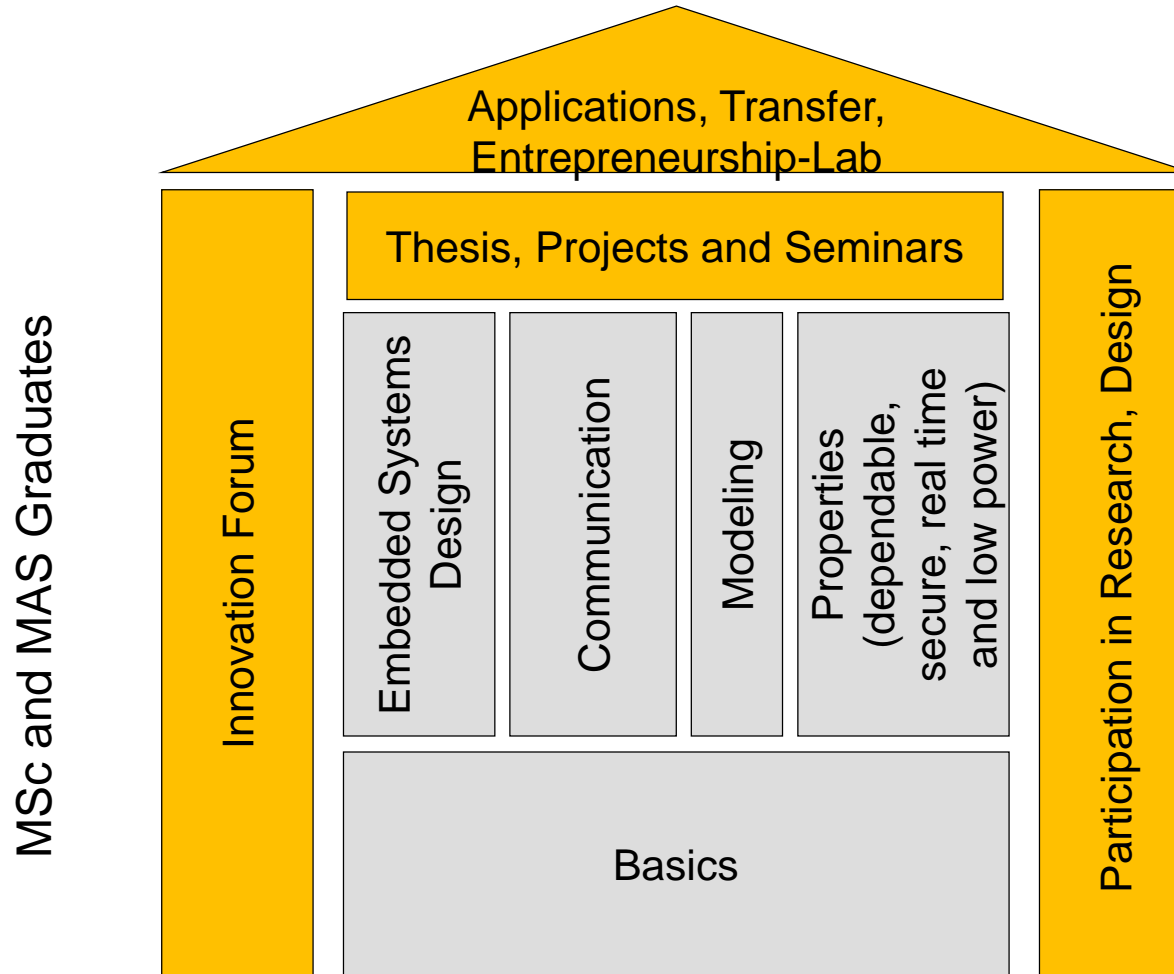 Applications, Transfer,
Entrepreneurship-Lab
Thesis, Projects and Seminars
MSc and MAS Graduates
Innovation Forum
Embedded Systems
Design
Communication
Modeling
Properties
(dependable,
secure, real time
and low power)
Participation in Research, Design
Basics